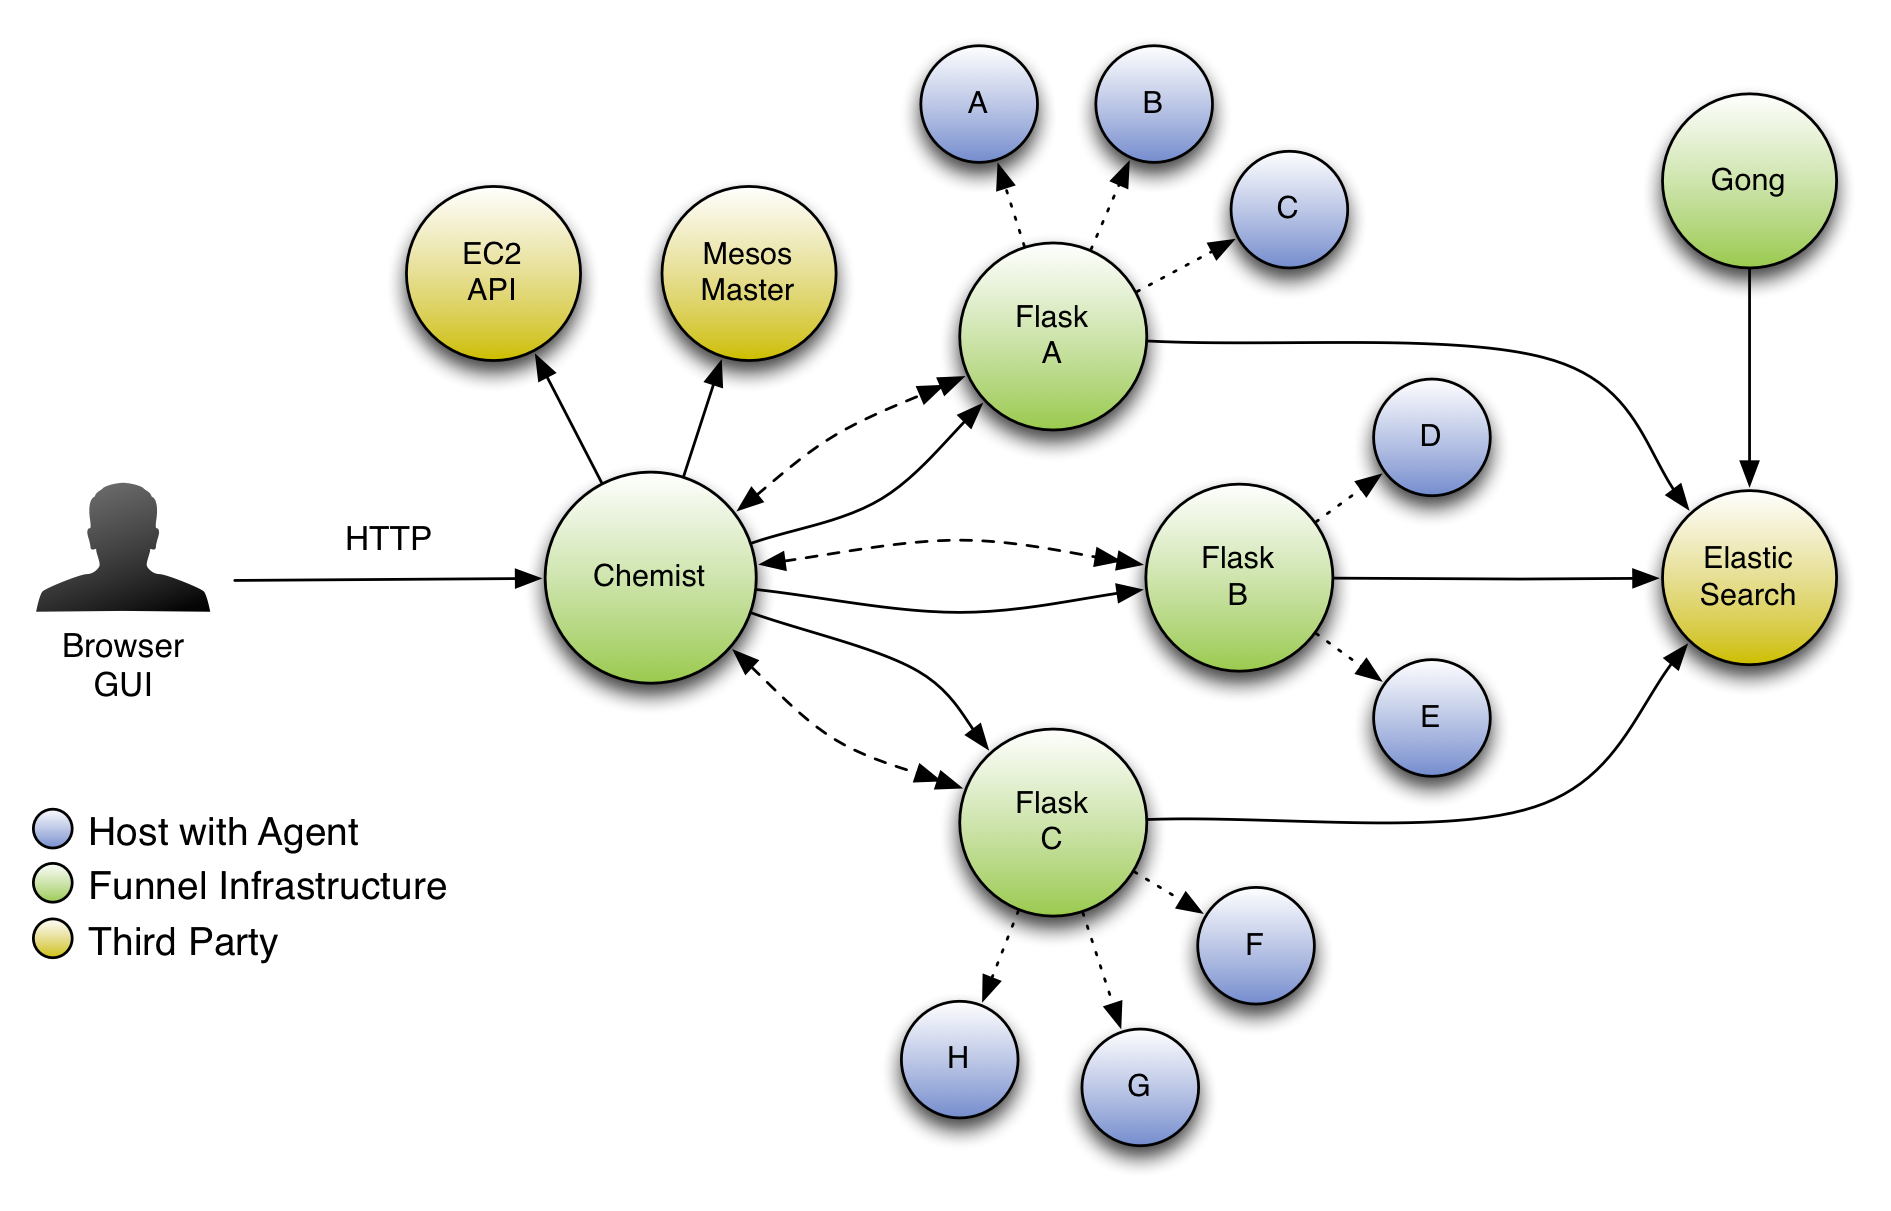 A
B
C
Gong
EC2
API
Mesos
Master
Flask
A
D
HTTP
Chemist
Flask
B
Elastic
Search
Browser
GUI
E
Flask
C
Host with Agent
Funnel Infrastructure
Third Party
F
H
G